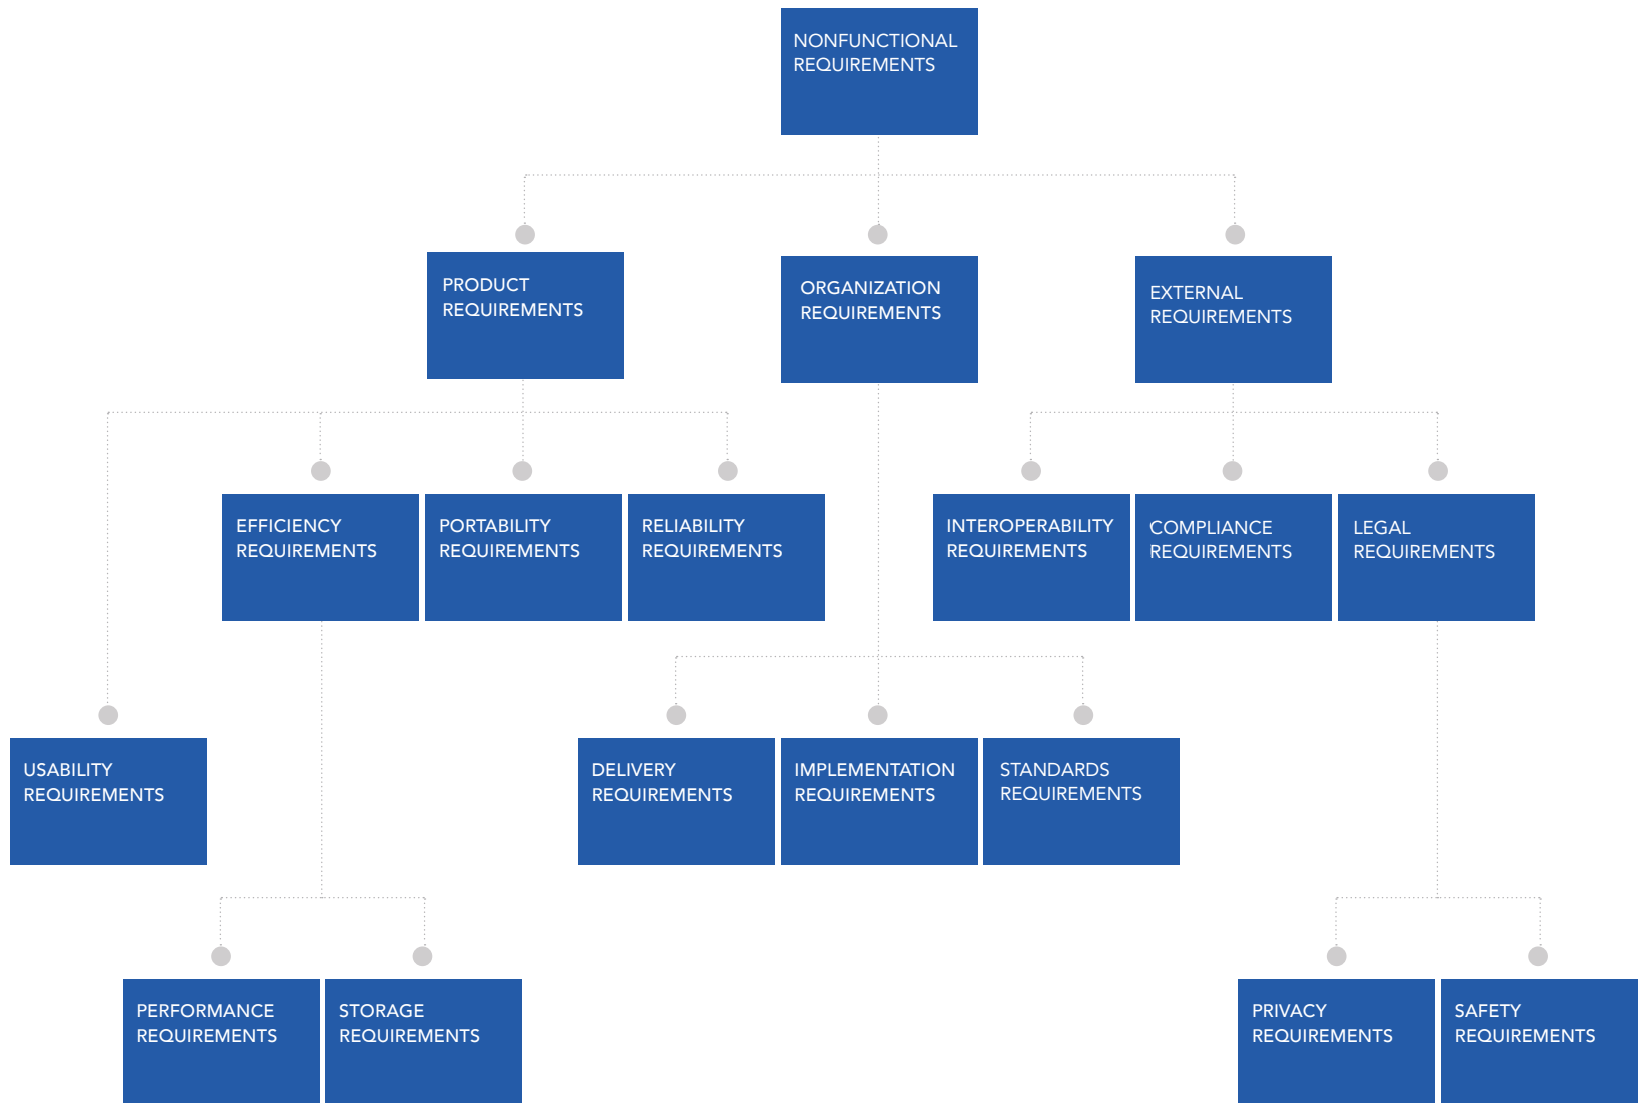 NONFUNCTIONAL
REQUIREMENTS
PRODUCT
REQUIREMENTS
ORGANIZATION
REQUIREMENTS
EXTERNAL
REQUIREMENTS
EFFICIENCY
REQUIREMENTS
PORTABILITY
REQUIREMENTS
RELIABILITY
REQUIREMENTS
INTEROPERABILITY
REQUIREMENTS
COMPLIANCE
REQUIREMENTS
LEGAL
REQUIREMENTS
USABILITY
REQUIREMENTS
DELIVERY
REQUIREMENTS
IMPLEMENTATION
REQUIREMENTS
STANDARDS
REQUIREMENTS
PERFORMANCE
REQUIREMENTS
STORAGE
REQUIREMENTS
PRIVACY
REQUIREMENTS
SAFETY
REQUIREMENTS